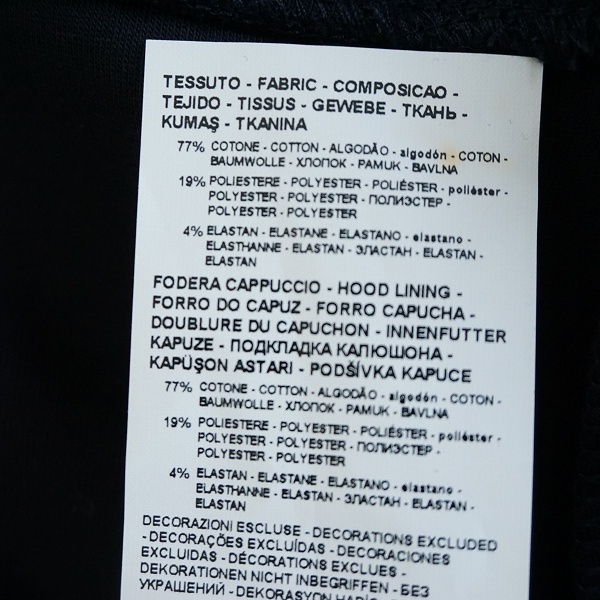 TESSUTO - FABRIC - COMPOSICAO -
TEJIDO - TISSUS - GEWEBE - ТКАНЬ -
KUMAŞ - TKANINA
77% COTONE - COTTON - ALGODÃO - algodón - COTON -
BAUMWOLLE - ХЛОПОК - PAMUK - BAVLNA
19% POLIESTERE - POLYESTER - POLIÉSTER - poliéster -
POLYESTER - POLYESTER - ПОЛИЭСТЕР -
POLYESTER - POLYESTER
4% ELASTAN - ELASTANE - ELASTANO - elastano -
ELASTHANNE - ELASTAN - ЭЛАСТАН - ELASTAN -
ELASTAN
FODERA CAPPUCCIO - HOOD LINING -
FORRO DO CAPUZ - FORRO CAPUCHA -
DOUBLURE DU CAPUCHON - INNENFUTTER
KAPUZE - ПОДКЛАДКА КАПЮШОНА -
KAPÜŞON ASTARI - PODŠÍVKA KAPUCE
77% COTONE - COTTON - ALGODÃO - algodón - COTON -
BAUMWOLLE - ХЛОПОК - PAMUK - BAVLNA
19% POLIESTERE - POLYESTER - POLIÉSTER - poliéster -
POLYESTER - POLYESTER - ПОЛИЭСТЕР -
POLYESTER - POLYESTER
4% ELASTAN - ELASTANE - ELASTANO - elastano -
ELASTHANNE - ELASTAN - ЭЛАСТАН - ELASTAN -
ELASTAN
DECORAZIONI ESCLUSE - DECORATIONS EXCLUDED
- DECORAÇÕES EXCLUÍDAS - DECORACIONES
EXCLUIDAS - DÉCORATIONS EXCLUES -
DEKORATIONEN NICHT INBEGRIFFEN - БЕЗ
УКРАШЕНИЙ - DEKORASYON